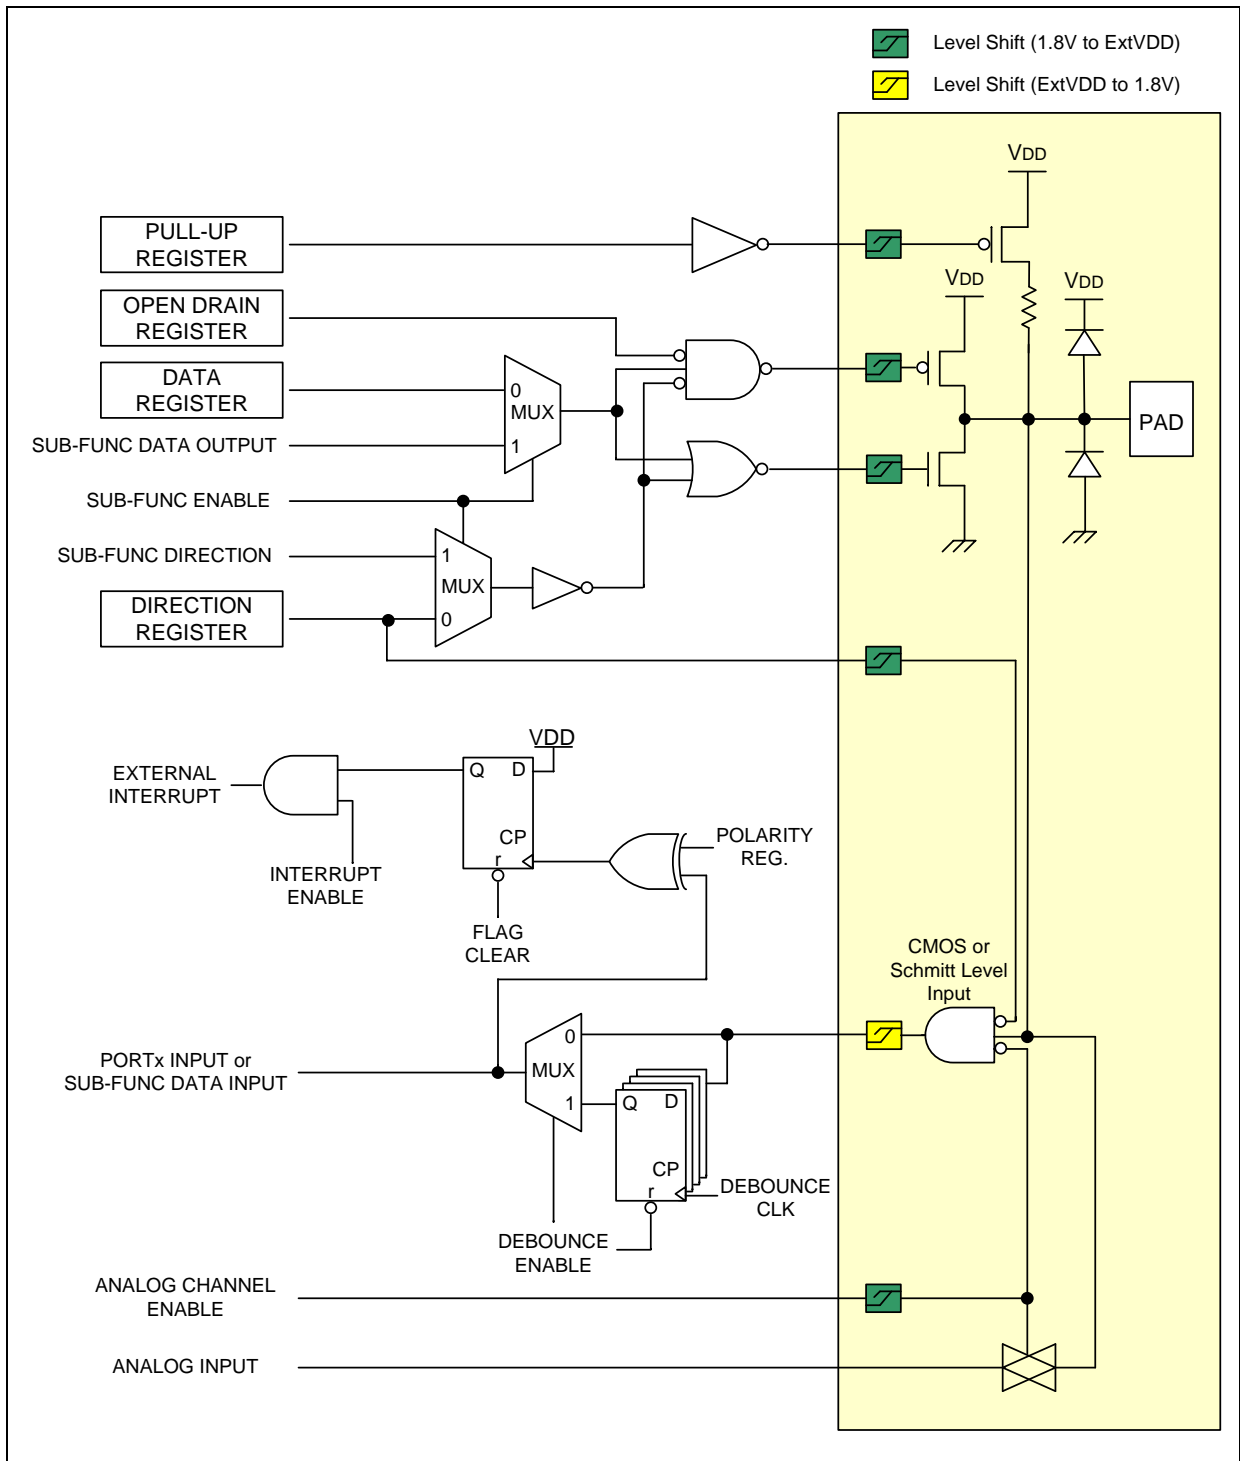 Level Shift (1.8V to ExtVDD)
Level Shift (ExtVDD to 1.8V)
VDD
PULL-UP
REGISTER
VDD
VDD
OPEN DRAIN
REGISTER
DATA
REGISTER
0
MUX
1
PAD
SUB-FUNC DATA OUTPUT
SUB-FUNC ENABLE
SUB-FUNC DIRECTION
1
MUX
0
DIRECTION
REGISTER
VDD
EXTERNAL
INTERRUPT
Q D
CP
r
POLARITY
REG.
INTERRUPT
ENABLE
FLAG
CLEAR
CMOS or
Schmitt Level
Input
PORTx INPUT or
SUB-FUNC DATA INPUT
0
MUX
1
Q D
CP
r
DEBOUNCE
CLK
DEBOUNCE
ENABLE
ANALOG CHANNEL
ENABLE
ANALOG INPUT